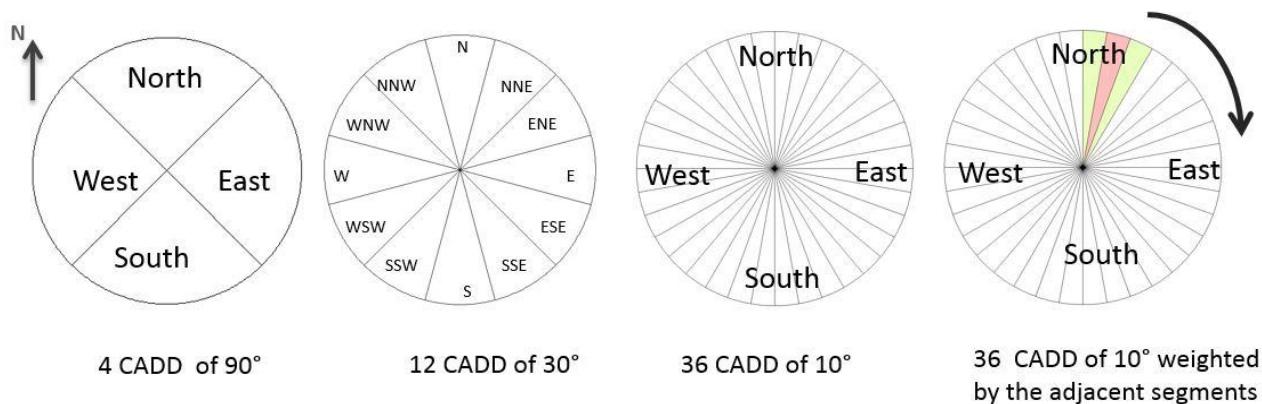 N
North
West
East
South
4 CADD of 90°
N
NNW
NNE
WNW
ENE
W
E
WSW
ESE
SSW
SSE
S
12 CADD of 30°
North
West
East
South
36 CADD of 10°
North
West
East
South
36 CADD of 10° weighted
by the adjacent segments